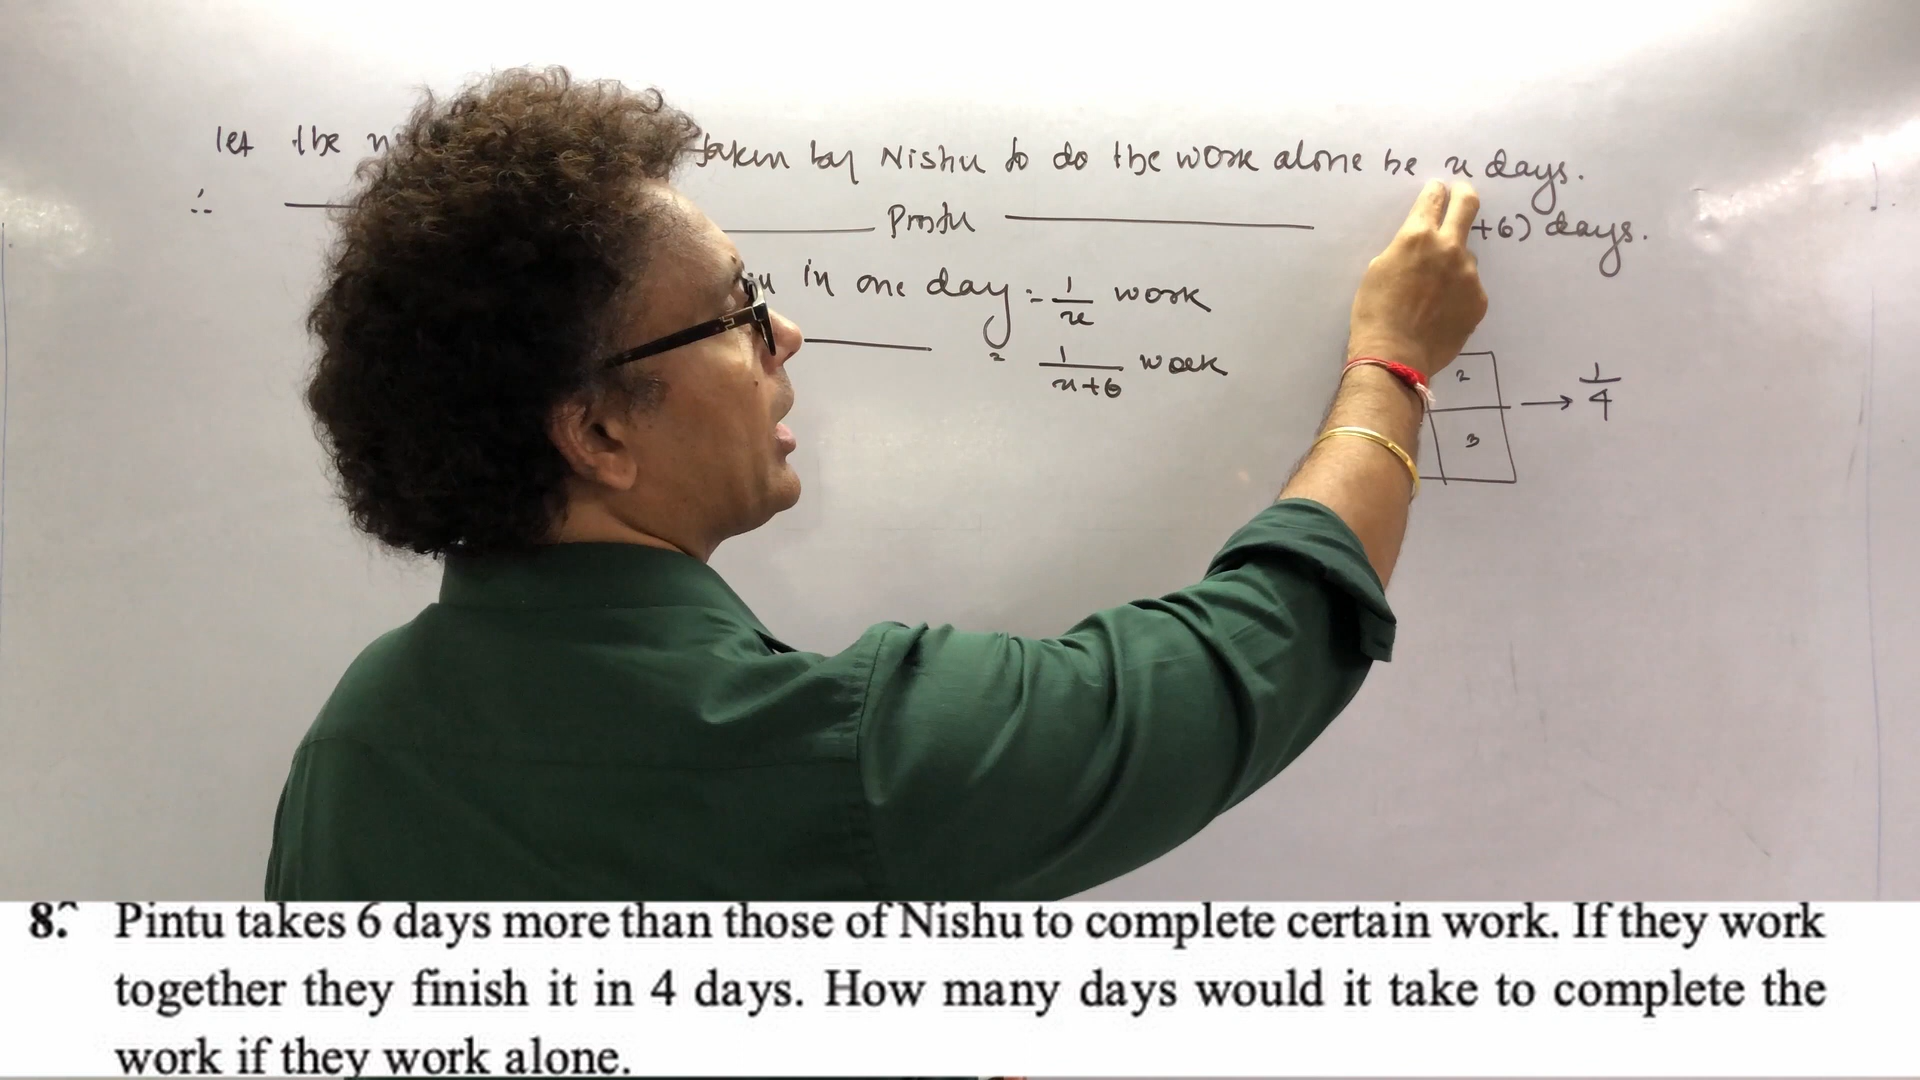 let the taken by Nishu to do the work alone be x days.
∴ Pintu +6) days.
in one day = 1/x work
= 1/x+6 work
2 → 1/4
3
8. Pintu takes 6 days more than those of Nishu to complete certain work. If they work
together they finish it in 4 days. How many days would it take to complete the
work if they work alone.